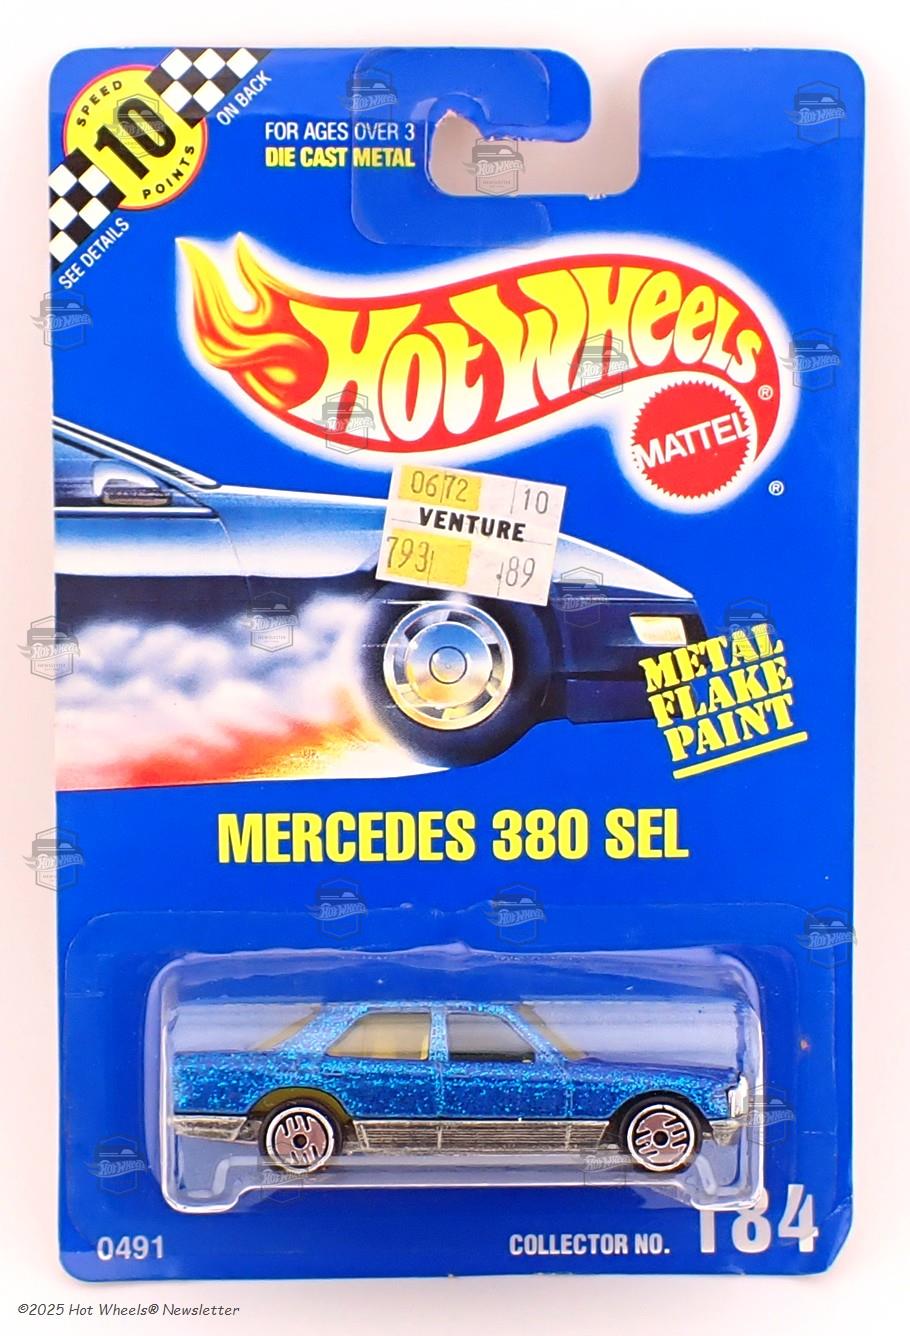 SPEED
10
POINTS
ON BACK
SEE DETAILS
FOR AGES OVER 3
DIE CAST METAL
Hot Wheels®
MATTEL
®
0672 10
VENTURE
793 .89
METAL
FLAKE
PAINT
MERCEDES 380 SEL
0491
COLLECTOR NO. 184
©2025 Hot Wheels® Newsletter